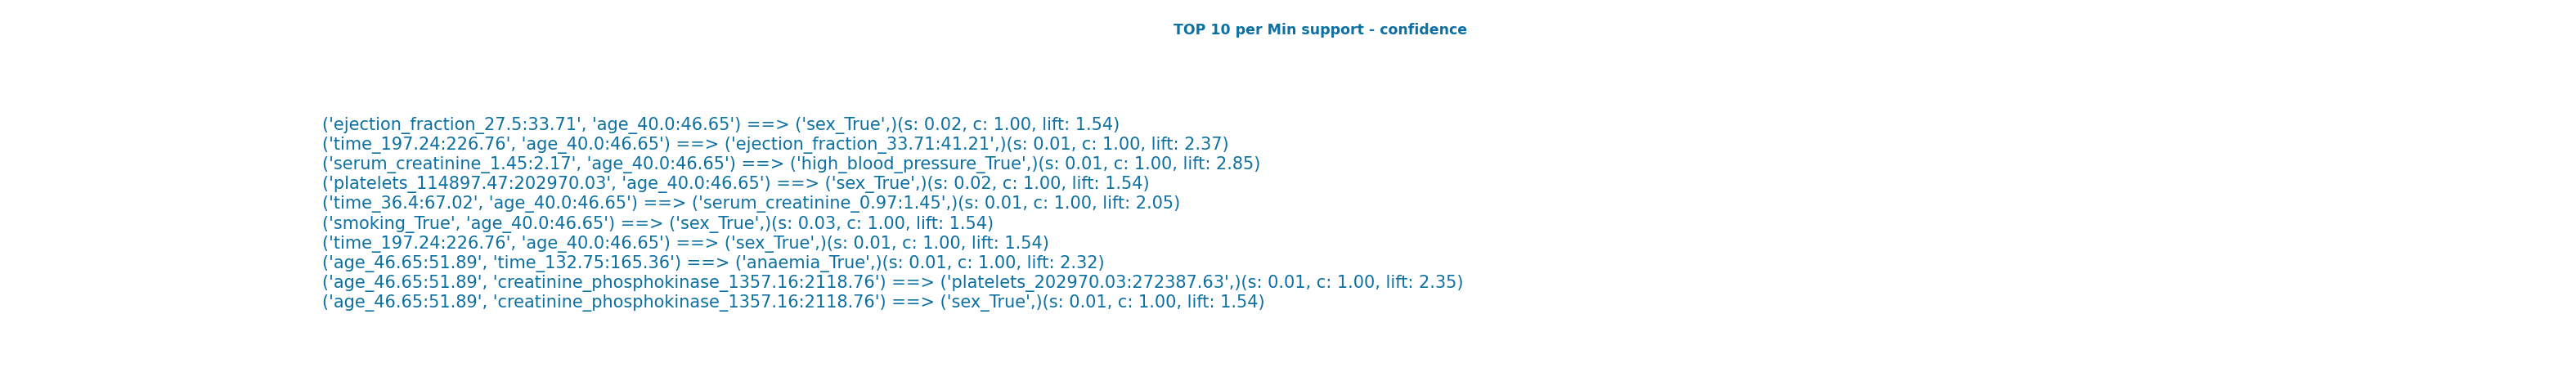 TOP 10 per Min support - confidence
('ejection_fraction_27.5:33.71', 'age_40.0:46.65') ==> ('sex_True',)(s: 0.02, c: 1.00, lift: 1.54)
('time_197.24:226.76', 'age_40.0:46.65') ==> ('ejection_fraction_33.71:41.21',)(s: 0.01, c: 1.00, lift: 2.37)
('serum_creatinine_1.45:2.17', 'age_40.0:46.65') ==> ('high_blood_pressure_True',)(s: 0.01, c: 1.00, lift: 2.85)
('platelets_114897.47:202970.03', 'age_40.0:46.65') ==> ('sex_True',)(s: 0.02, c: 1.00, lift: 1.54)
('time_36.4:67.02', 'age_40.0:46.65') ==> ('serum_creatinine_0.97:1.45',)(s: 0.01, c: 1.00, lift: 2.05)
('smoking_True', 'age_40.0:46.65') ==> ('sex_True',)(s: 0.03, c: 1.00, lift: 1.54)
('time_197.24:226.76', 'age_40.0:46.65') ==> ('sex_True',)(s: 0.01, c: 1.00, lift: 1.54)
('age_46.65:51.89', 'time_132.75:165.36') ==> ('anaemia_True',)(s: 0.01, c: 1.00, lift: 2.32)
('age_46.65:51.89', 'creatinine_phosphokinase_1357.16:2118.76') ==> ('platelets_202970.03:272387.63',)(s: 0.01, c: 1.00, lift: 2.35)
('age_46.65:51.89', 'creatinine_phosphokinase_1357.16:2118.76') ==> ('sex_True',)(s: 0.01, c: 1.00, lift: 1.54)